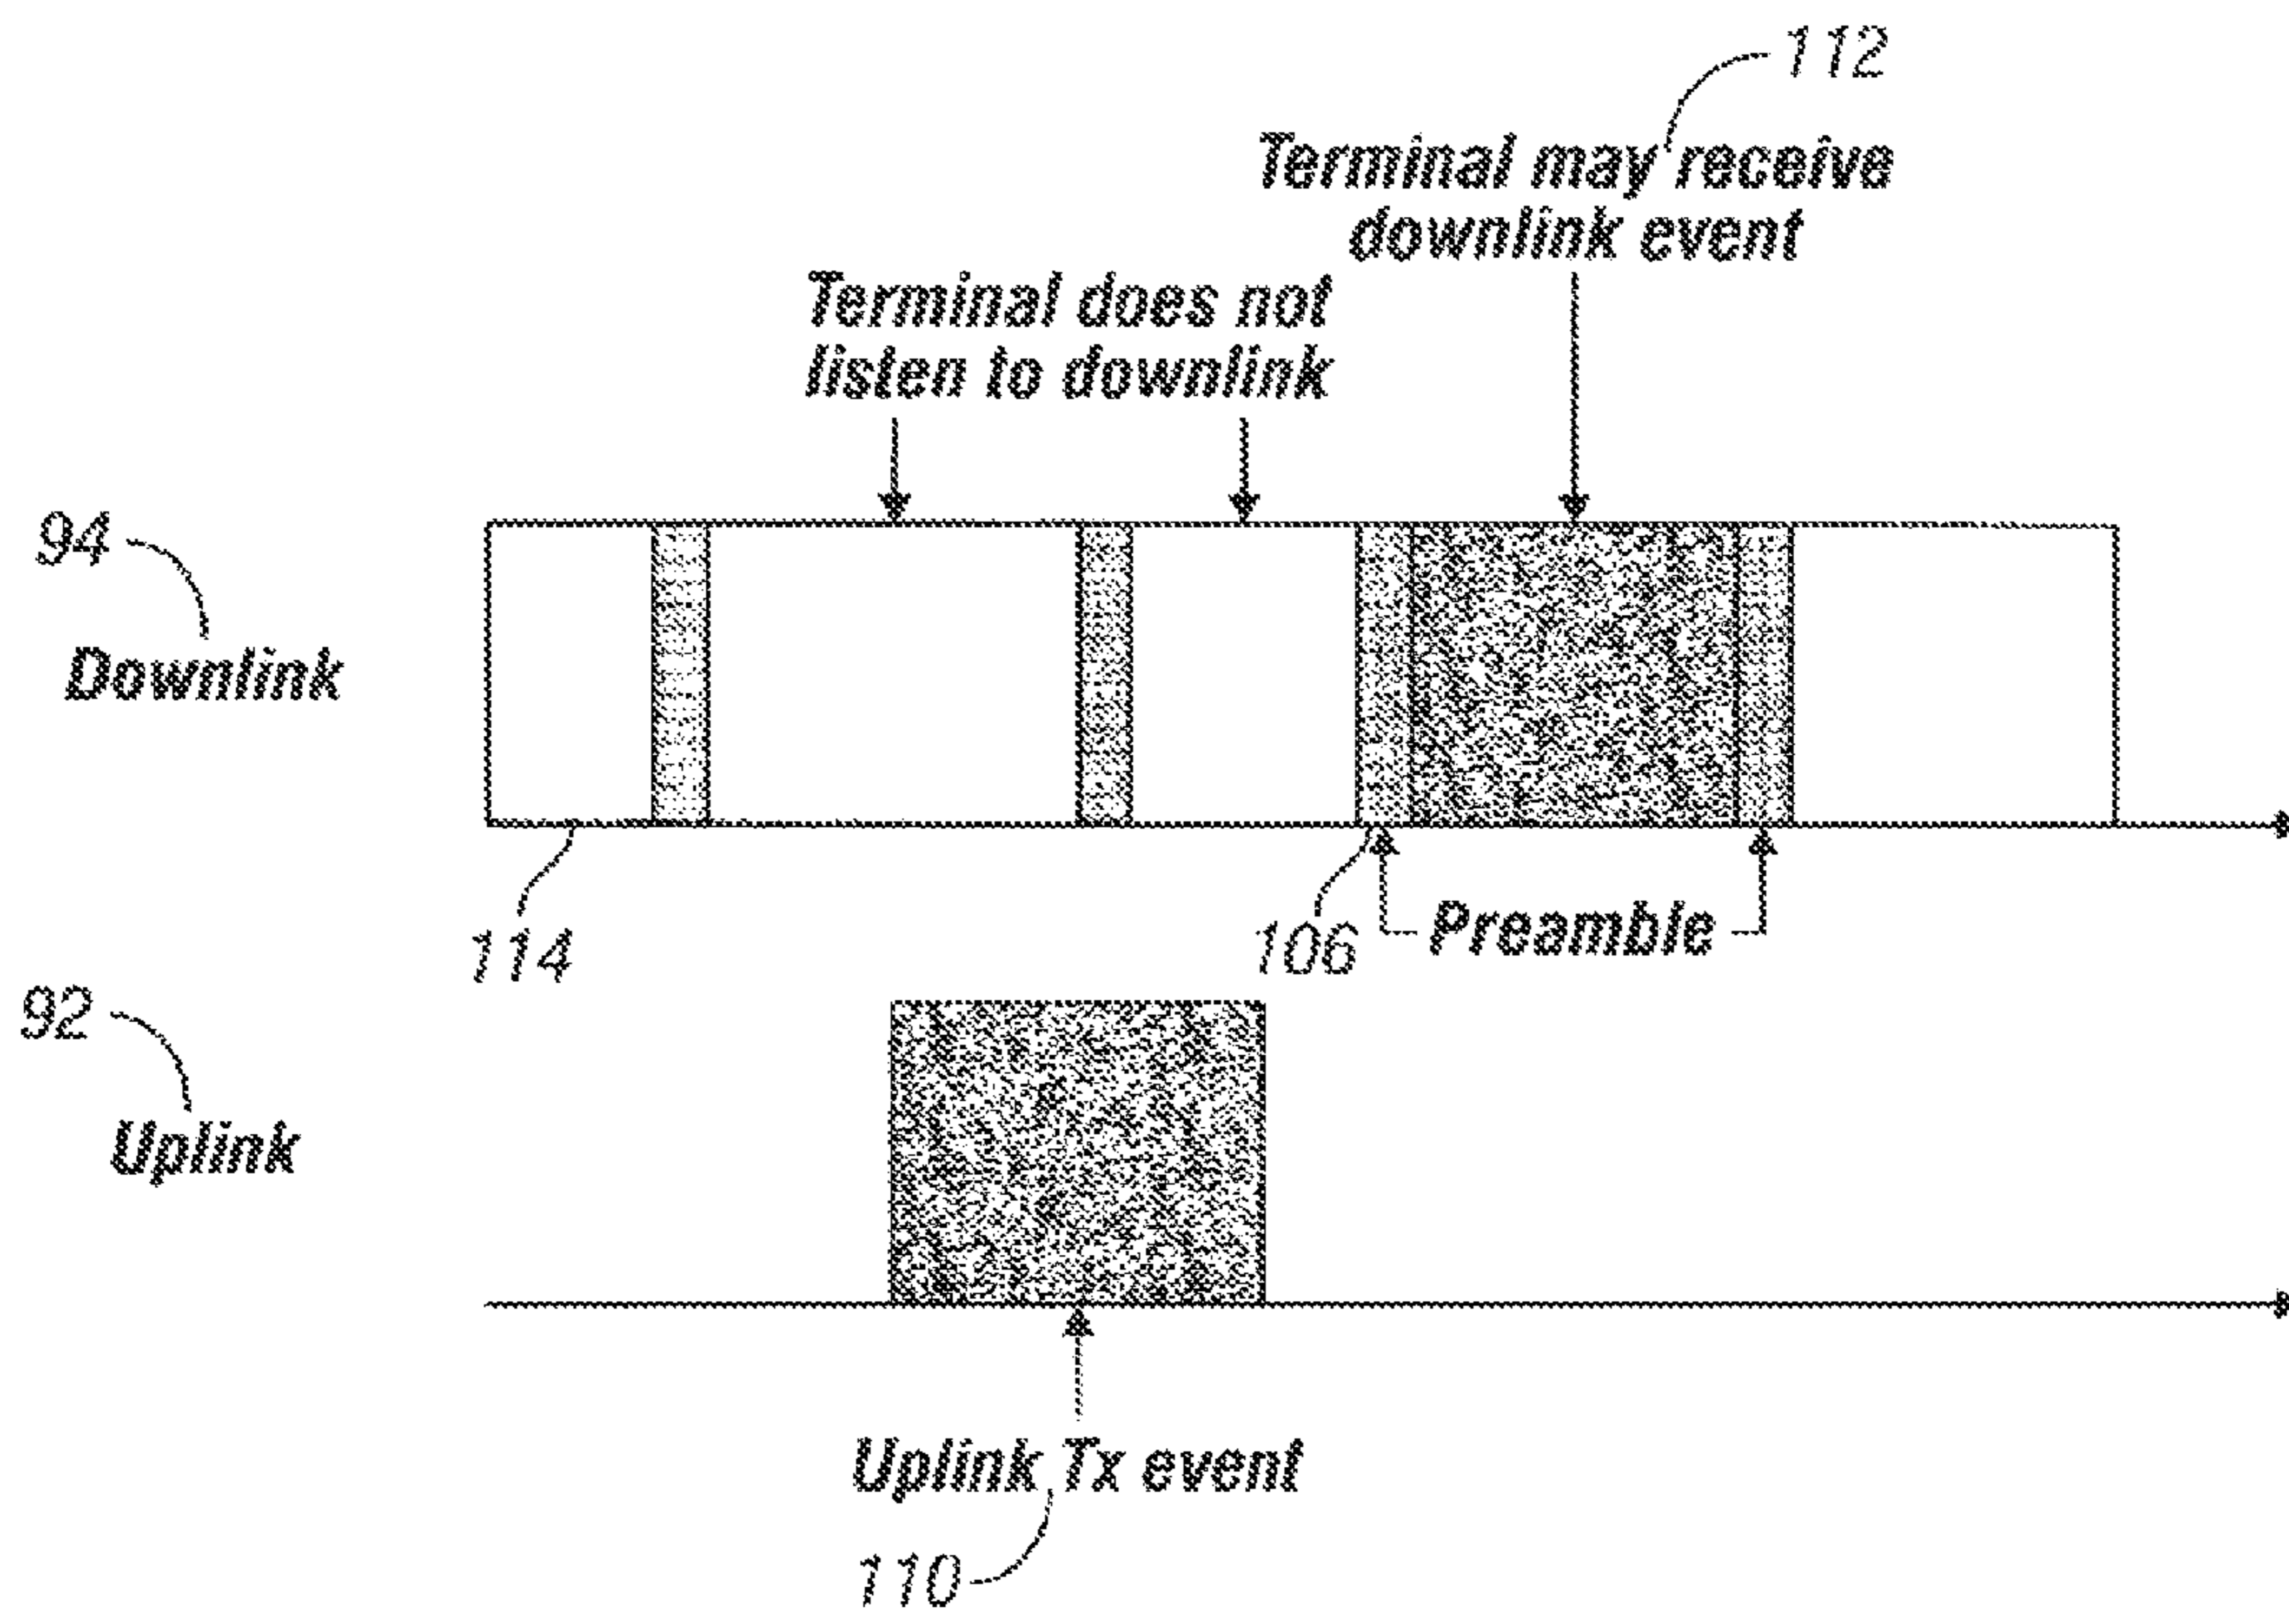 112
Terminal may receive
downlink event
Terminal does not
listen to downlink
94
Downlink
114
106
Preamble
92
Uplink
Uplink Tx event
110